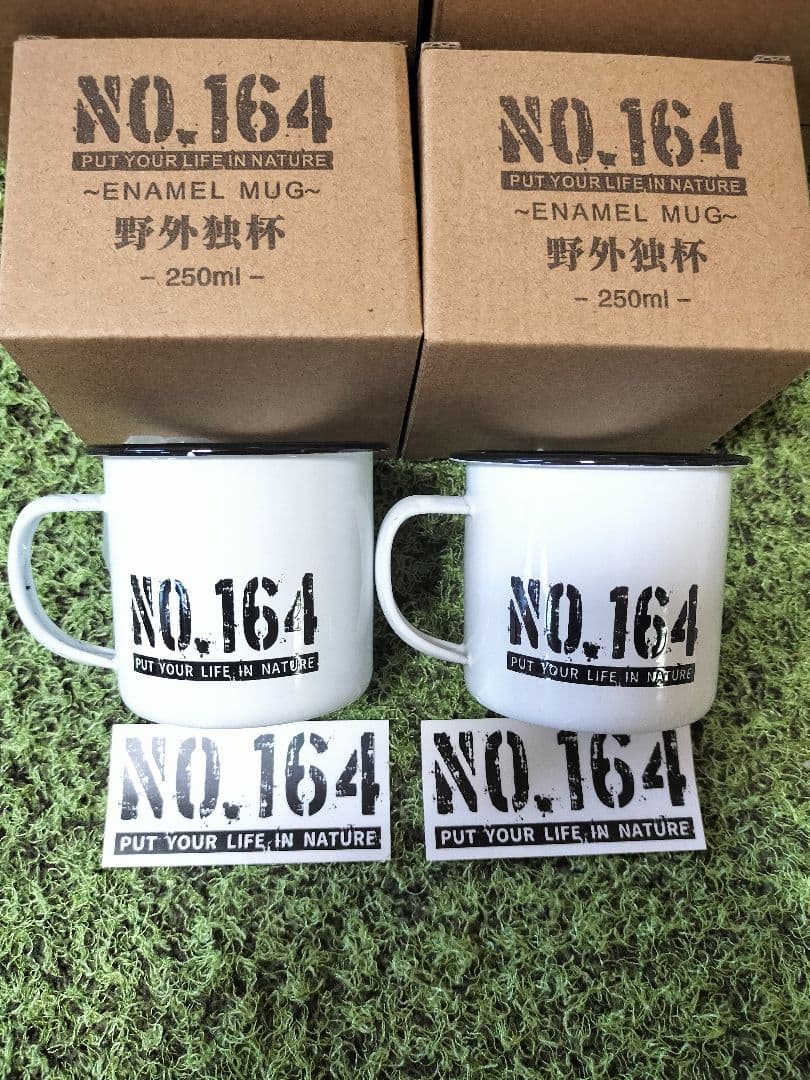 NO.164
PUT YOUR LIFE IN NATURE
~ENAMEL MUG~
野外独杯
- 250ml -
NO.164
PUT YOUR LIFE IN NATURE
~ENAMEL MUG~
野外独杯
- 250ml -
NO.164
PUT YOUR LIFE IN NATURE
NO.164
PUT YOUR LIFE IN NATURE
NO.164
PUT YOUR LIFE IN NATURE
NO.164
PUT YOUR LIFE IN NATURE